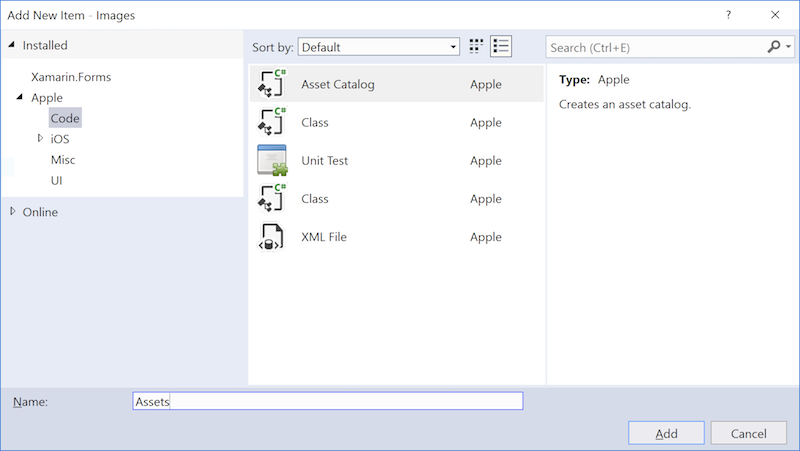 Add New Item - Images
?
Installed
Xamarin.Forms
Apple
Code
iOS
Misc
UI
Online
Sort by: Default
Search (Ctrl+E)
C# Asset Catalog Apple
C# Class Apple
Unit Test Apple
C# Class Apple
XML File Apple
Type: Apple
Creates an asset catalog.
Name: Assets
Add Cancel